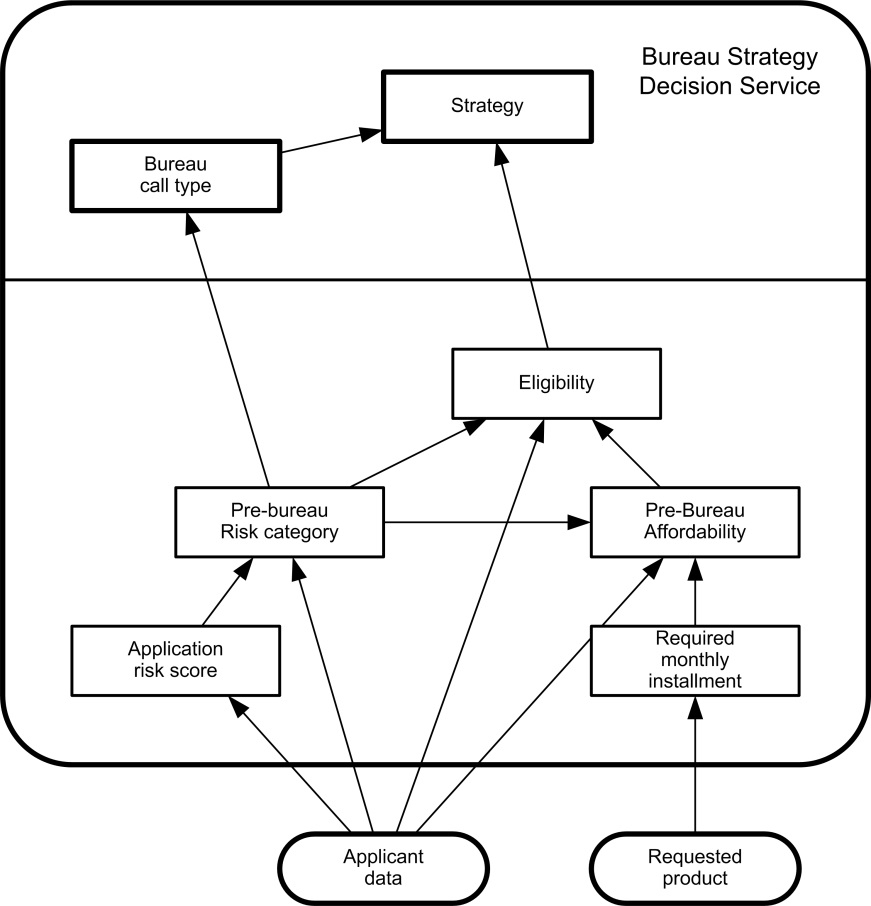 Bureau Strategy
Decision Service
Strategy
Bureau
call type
Eligibility
Pre-bureau
Risk category
Pre-Bureau
Affordability
Application
risk score
Required
monthly
installment
Applicant
data
Requested
product